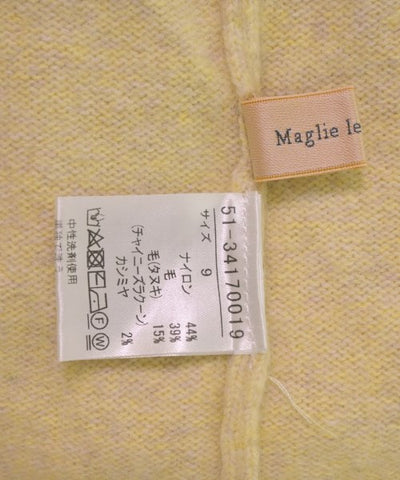 Maglie le
51-34170019
サイズ 9
ナイロン 44%
毛 39%
毛(タヌキ) 15%
(チャイニーズラクーン)
カシミヤ 2%
F W
中性洗剤使用